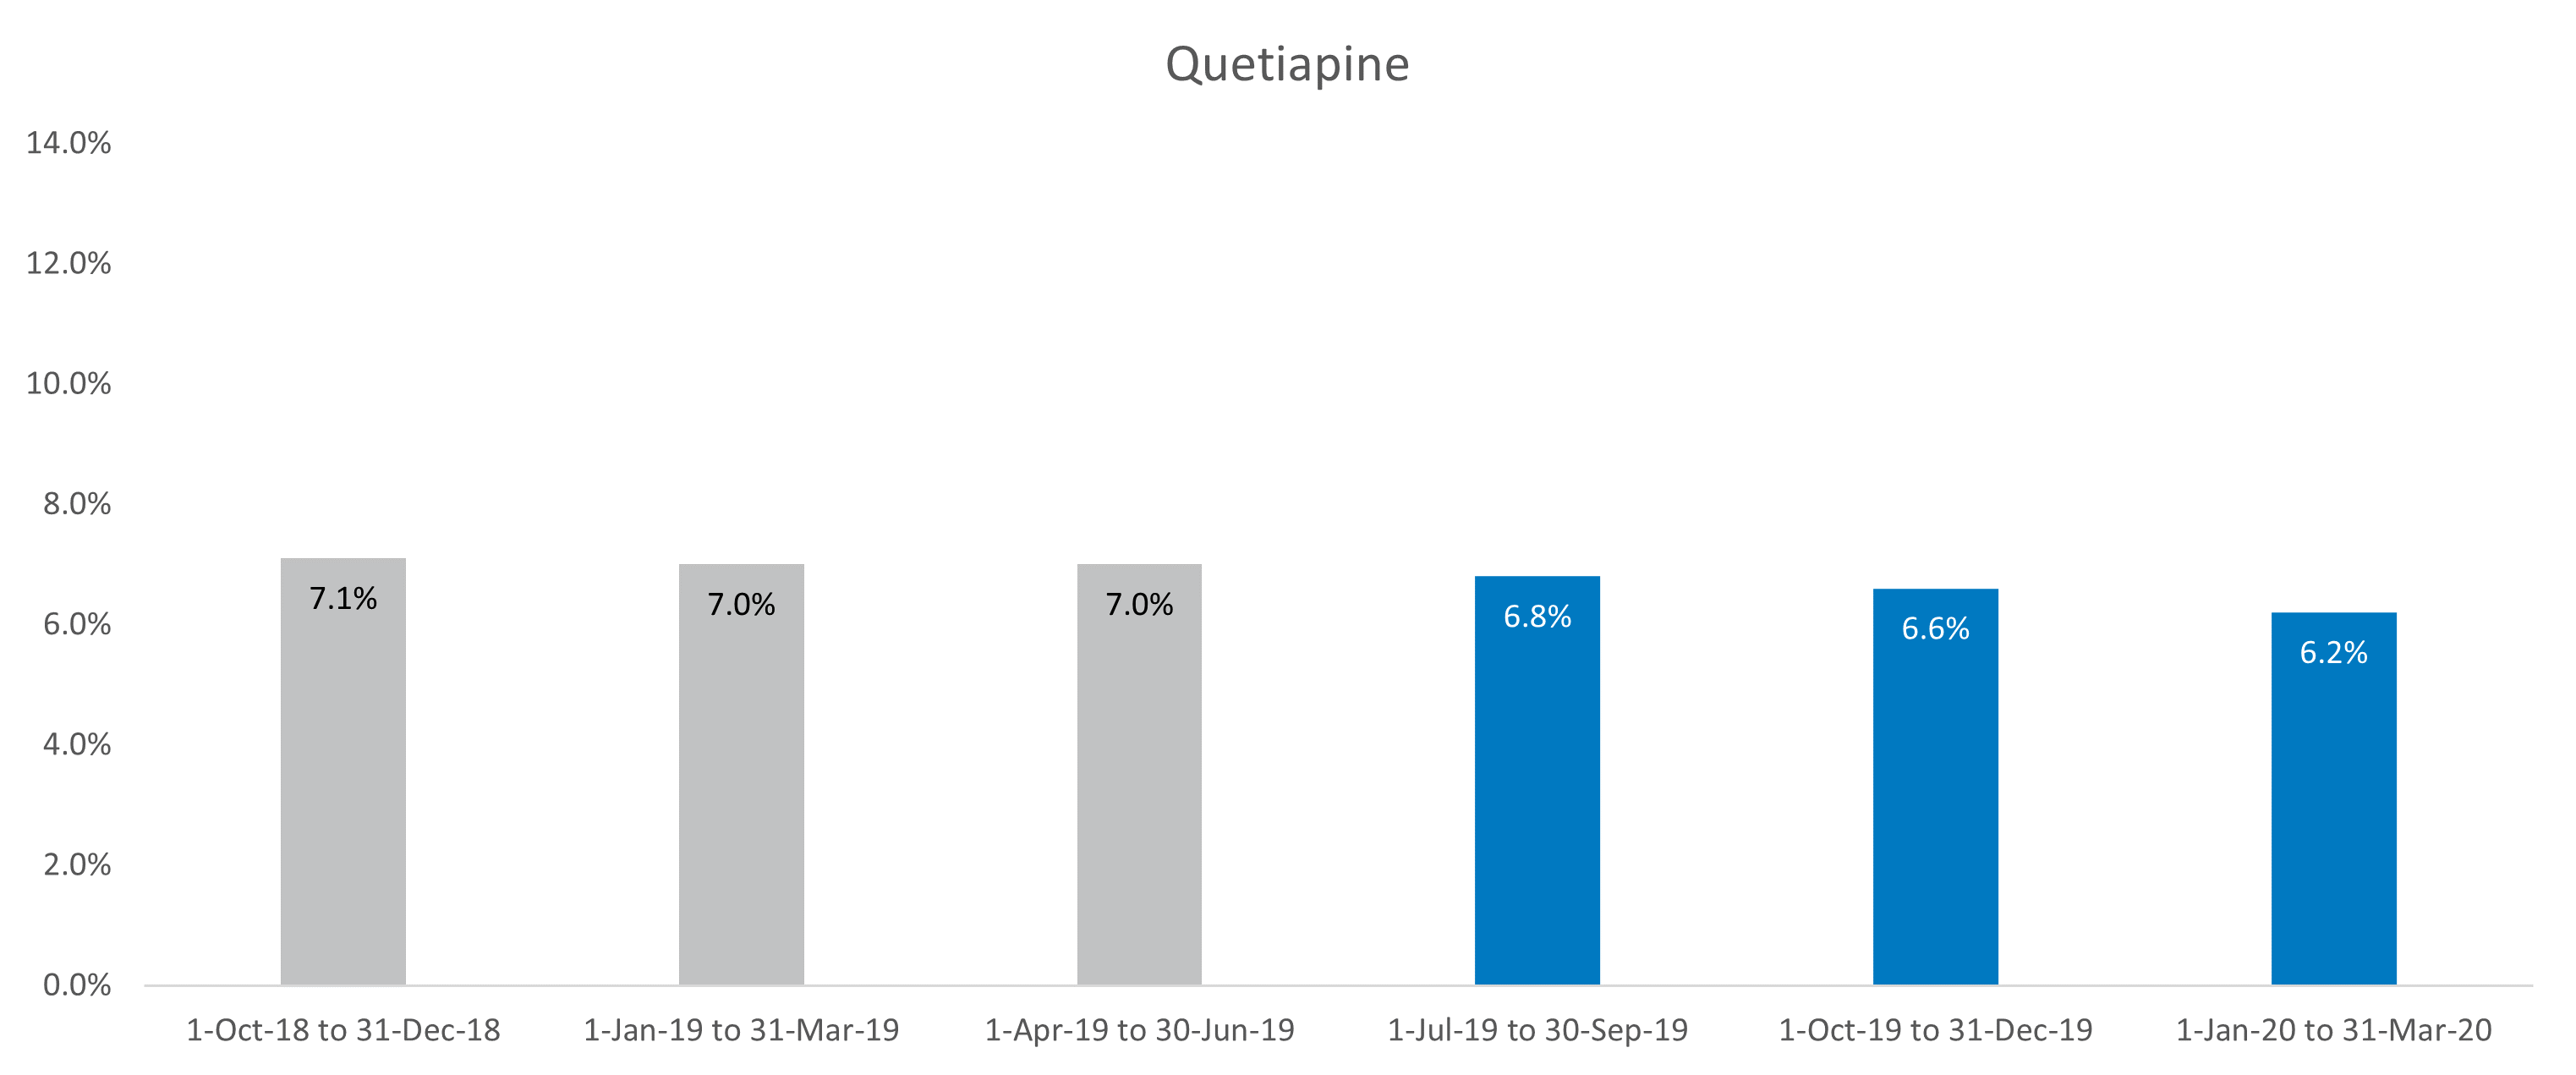 Quetiapine
14.0%
12.0%
10.0%
8.0%
6.0%
4.0%
2.0%
0.0%
7.1%
7.0%
7.0%
6.8%
6.6%
6.2%
1-Oct-18 to 31-Dec-18
1-Jan-19 to 31-Mar-19
1-Apr-19 to 30-Jun-19
1-Jul-19 to 30-Sep-19
1-Oct-19 to 31-Dec-19
1-Jan-20 to 31-Mar-20